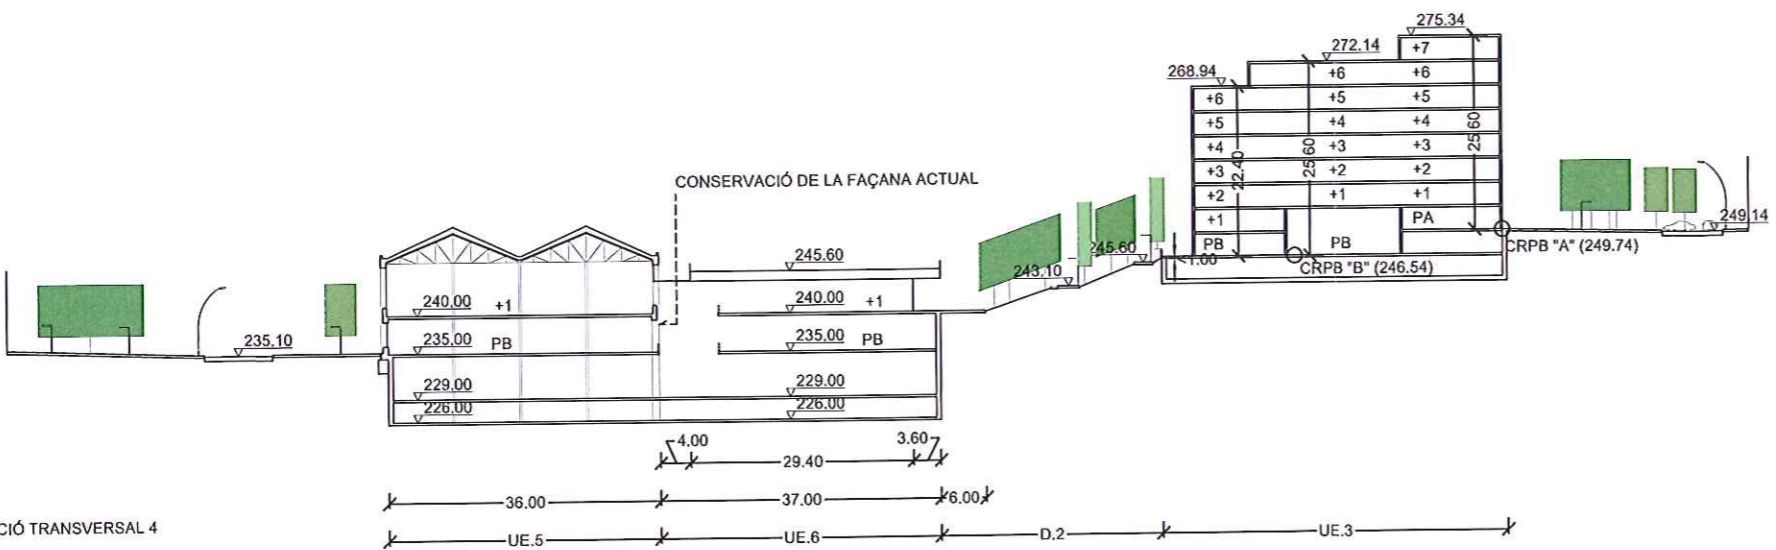 275.34
272.14
+7
268.94
+6 +6
+6 +5 +5
+5 +4 +4
+4 +3 +3
+3 +2 +2
+2 +1 +1
+1 PA
PB PB
22.40
25.60
25.60
249.14
CRPB "A" (249.74)
CRPB "B" (246.54)
1.00
CONSERVACIÓ DE LA FAÇANA ACTUAL
245.60
243.10
245.60
240.00 +1
240.00 +1
235.10
235.00 PB
235.00 PB
229.00
229.00
226.00
226.00
4.00
3.60
29.40
36.00
37.00
6.00
CIÓ TRANSVERSAL 4
UE.5
UE.6
D.2
UE.3